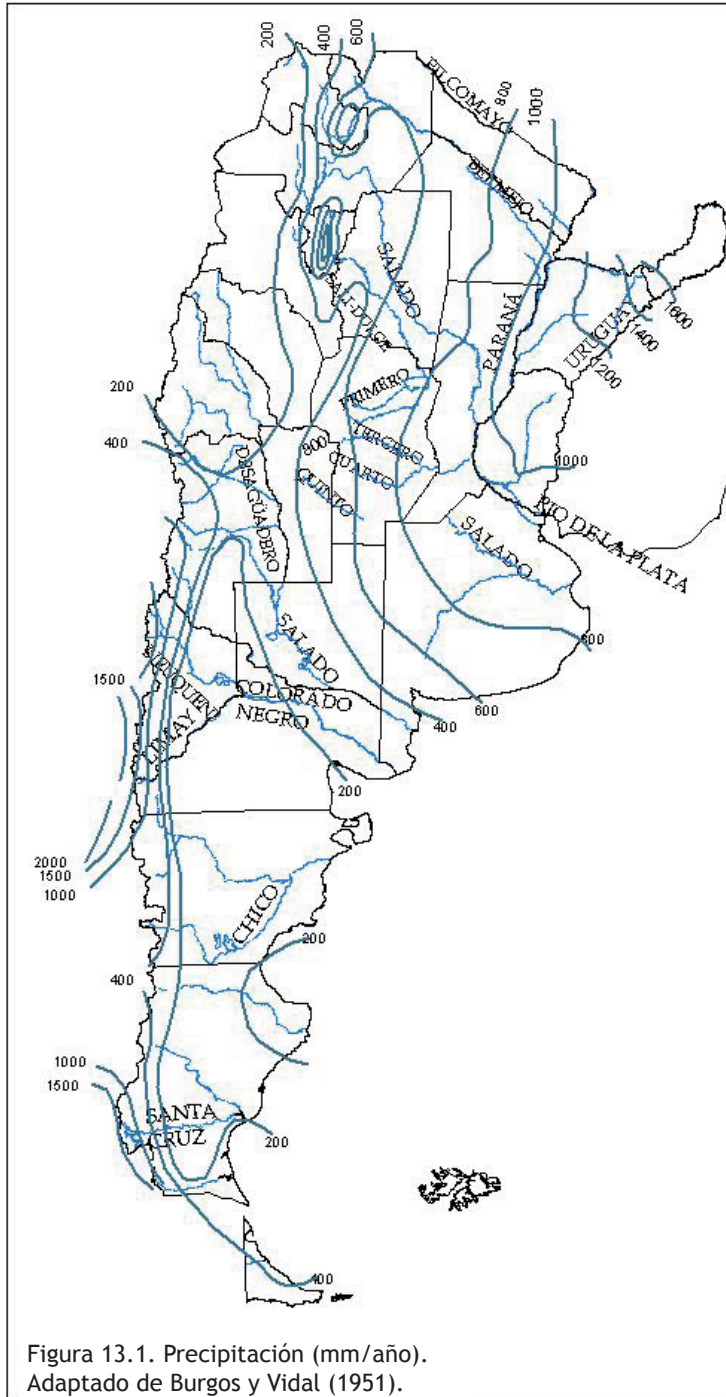 200
400
600
800
1000
PILCOMAYO
BERMEJO
SALADO
SALI-DULCE
PARANÁ
URUGUAY
1600
1400
1200
PRIMERO
TERCERO
CUARTO
QUINTO
800
200
400
DESAGÜADERO
1000
RIO DE LA PLATA
SALADO
SALADO
800
NEUQUEN
COLORADO
NEGRO
LIMAY
1500
600
400
200
2000
1500
1000
CHICO
200
400
1000
1500
SANTA
CRUZ
200
400
Figura 13.1. Precipitación (mm/año).
Adaptado de Burgos y Vidal (1951).